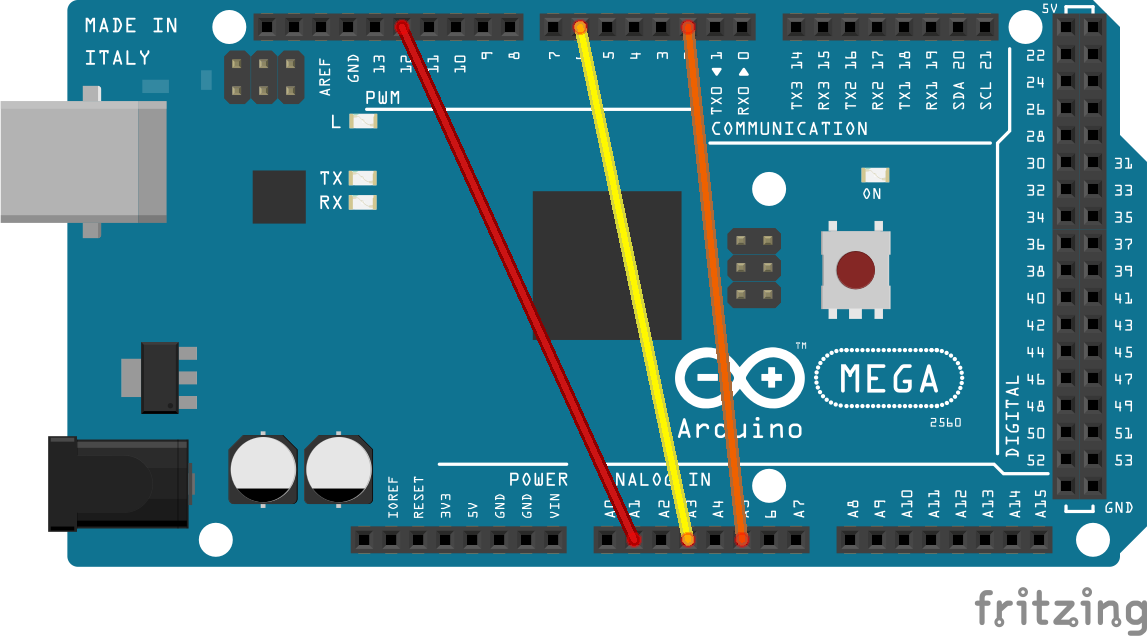 MADE IN
ITALY
5V
AREF
GND
13
12
11
10
9
8
7
5
4
3
TX0 ◄ 1
RX0 ► 0
TX3 14
RX3 15
TX2 16
RX2 17
TX1 18
RX1 19
SDA 20
SCL 21
PWM
COMMUNICATION
L
TX
RX
ON
22
24
26
28
30
31
32
33
34
35
36
37
38
39
40
41
42
43
44
45
46
47
48
49
50
51
52
53
DIGITAL
GND
TM
MEGA
2560
Arduino
POWER
NALOG IN
IOREF
RESET
3V3
5V
GND
GND
VIN
A0
A1
A2
A3
A4
A5
6
A7
A8
A9
A10
A11
A12
A13
A14
A15
fritzing